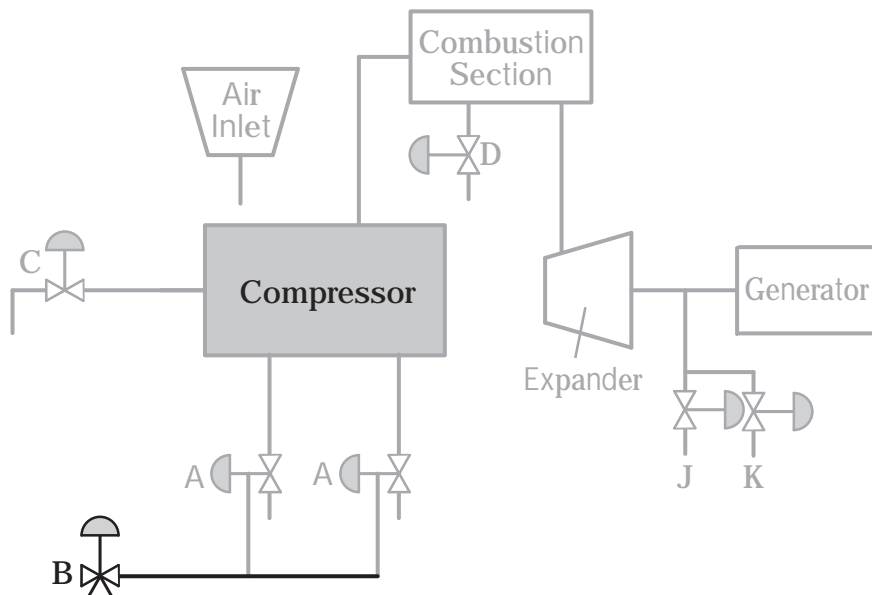 Combustion
Section
Air
Inlet
D
C
Compressor
Generator
Expander
A
A
J
K
B